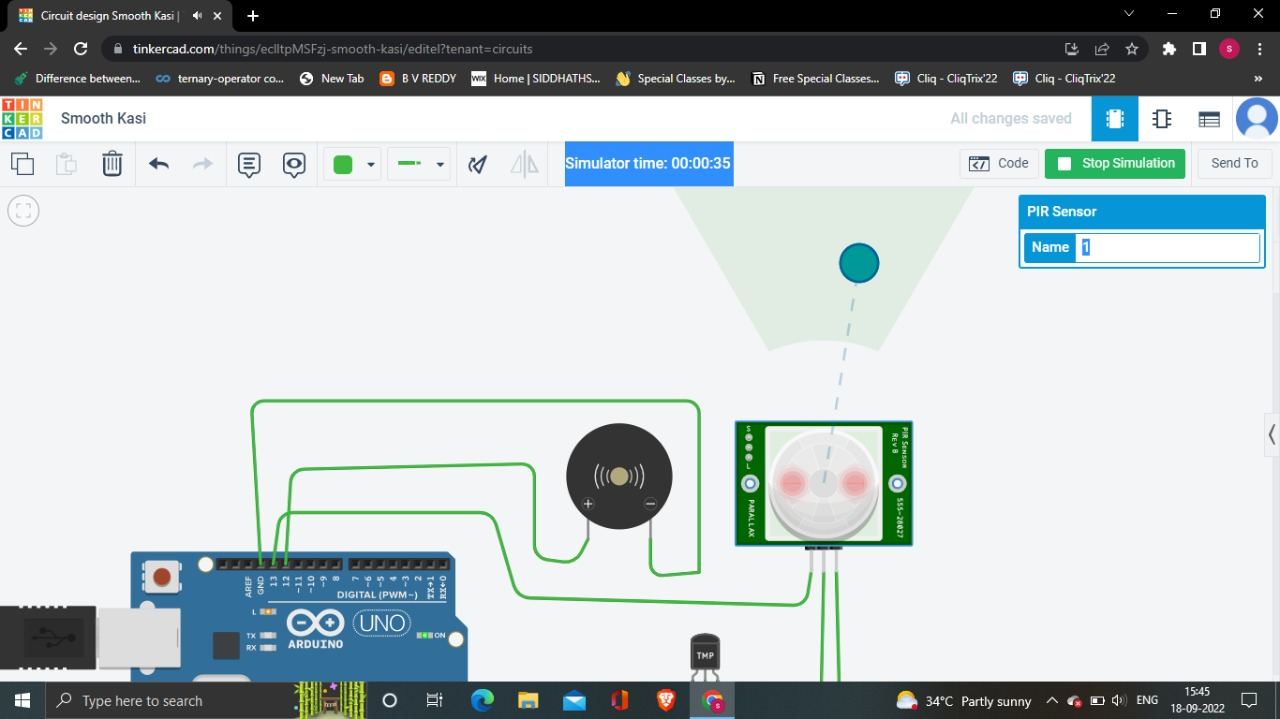 Circuit design Smooth Kasi |
tinkercad.com/things/eclltpMSFzj-smooth-kasi/editel?tenant=circuits
S
Difference between...
ternary-operator co...
New Tab
B V REDDY
WIX
Home | SIDDHATHS...
Special Classes by...
Free Special Classes...
Cliq - CliqTrix'22
Cliq - CliqTrix'22
»
TIN
KER
CAD
Smooth Kasi
All changes saved
Simulator time: 00:00:35
Code
Stop Simulation
Send To
PIR Sensor
Name 1
S
L
PARALLAX
PIR SENSOR
REV B
555-28027
+
−
AREF
GND
13
12
~11
~10
~9
8
7
~6
~5
4
~3
2
TX→1
RX←0
DIGITAL (PWM~)
L
TX
RX
UNO
ON
ARDUINO
TMP
Type here to search
34°C Partly sunny
ENG
15:45
18-09-2022